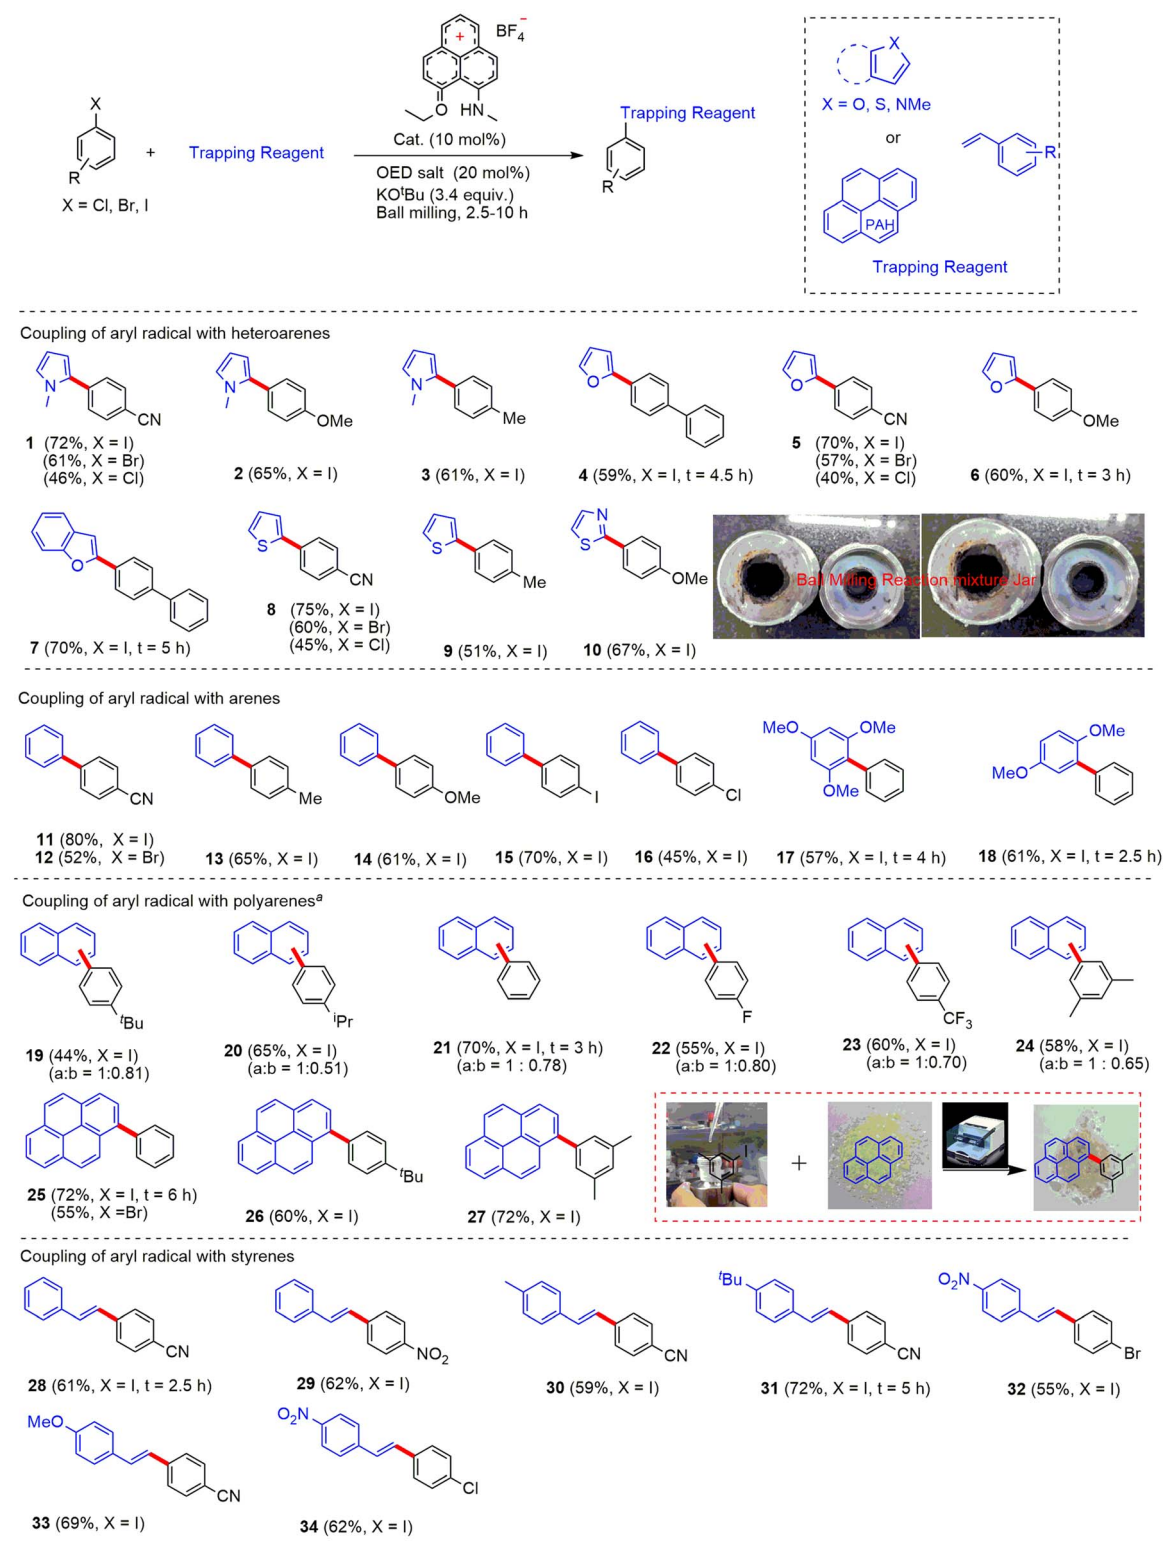 BF4−
+
O
HN
Cat. (10 mol%)
X
R
X = Cl, Br, I
+
Trapping Reagent
OED salt (20 mol%)
KOtBu (3.4 equiv.)
Ball milling, 2.5-10 h
Trapping Reagent
R
X
X = O, S, NMe
or
R
PAH
Trapping Reagent
Coupling of aryl radical with heteroarenes
N
CN
N
OMe
N
Me
O
O
CN
O
OMe
1 (72%, X = I)
(61%, X = Br)
(46%, X = Cl)
2 (65%, X = I)
3 (61%, X = I)
4 (59%, X = I, t = 4.5 h)
5 (70%, X = I)
(57%, X = Br)
(40%, X = Cl)
6 (60%, X = I, t = 3 h)
O
S
CN
S
Me
N
S
OMe
Ball Milling Reaction mixture Jar
7 (70%, X = I, t = 5 h)
8 (75%, X = I)
(60%, X = Br)
(45%, X = Cl)
9 (51%, X = I)
10 (67%, X = I)
Coupling of aryl radical with arenes
CN
Me
OMe
I
Cl
MeO
OMe
OMe
OMe
MeO
11 (80%, X = I)
12 (52%, X = Br)
13 (65%, X = I)
14 (61%, X = I)
15 (70%, X = I)
16 (45%, X = I)
17 (57%, X = I, t = 4 h)
18 (61%, X = I, t = 2.5 h)
Coupling of aryl radical with polyarenesa
tBu
iPr
F
CF3
19 (44%, X = I)
(a:b = 1:0.81)
20 (65%, X = I)
(a:b = 1:0.51)
21 (70%, X = I, t = 3 h)
(a:b = 1 : 0.78)
22 (55%, X = I)
(a:b = 1:0.80)
23 (60%, X = I)
(a:b = 1:0.70)
24 (58%, X = I)
(a:b = 1 : 0.65)
tBu
I
+
25 (72%, X = I, t = 6 h)
(55%, X =Br)
26 (60%, X = I)
27 (72%, X = I)
Coupling of aryl radical with styrenes
CN
NO2
CN
tBu
CN
O2N
Br
28 (61%, X = I, t = 2.5 h)
29 (62%, X = I)
30 (59%, X = I)
31 (72%, X = I, t = 5 h)
32 (55%, X = I)
MeO
CN
O2N
Cl
33 (69%, X = I)
34 (62%, X = I)